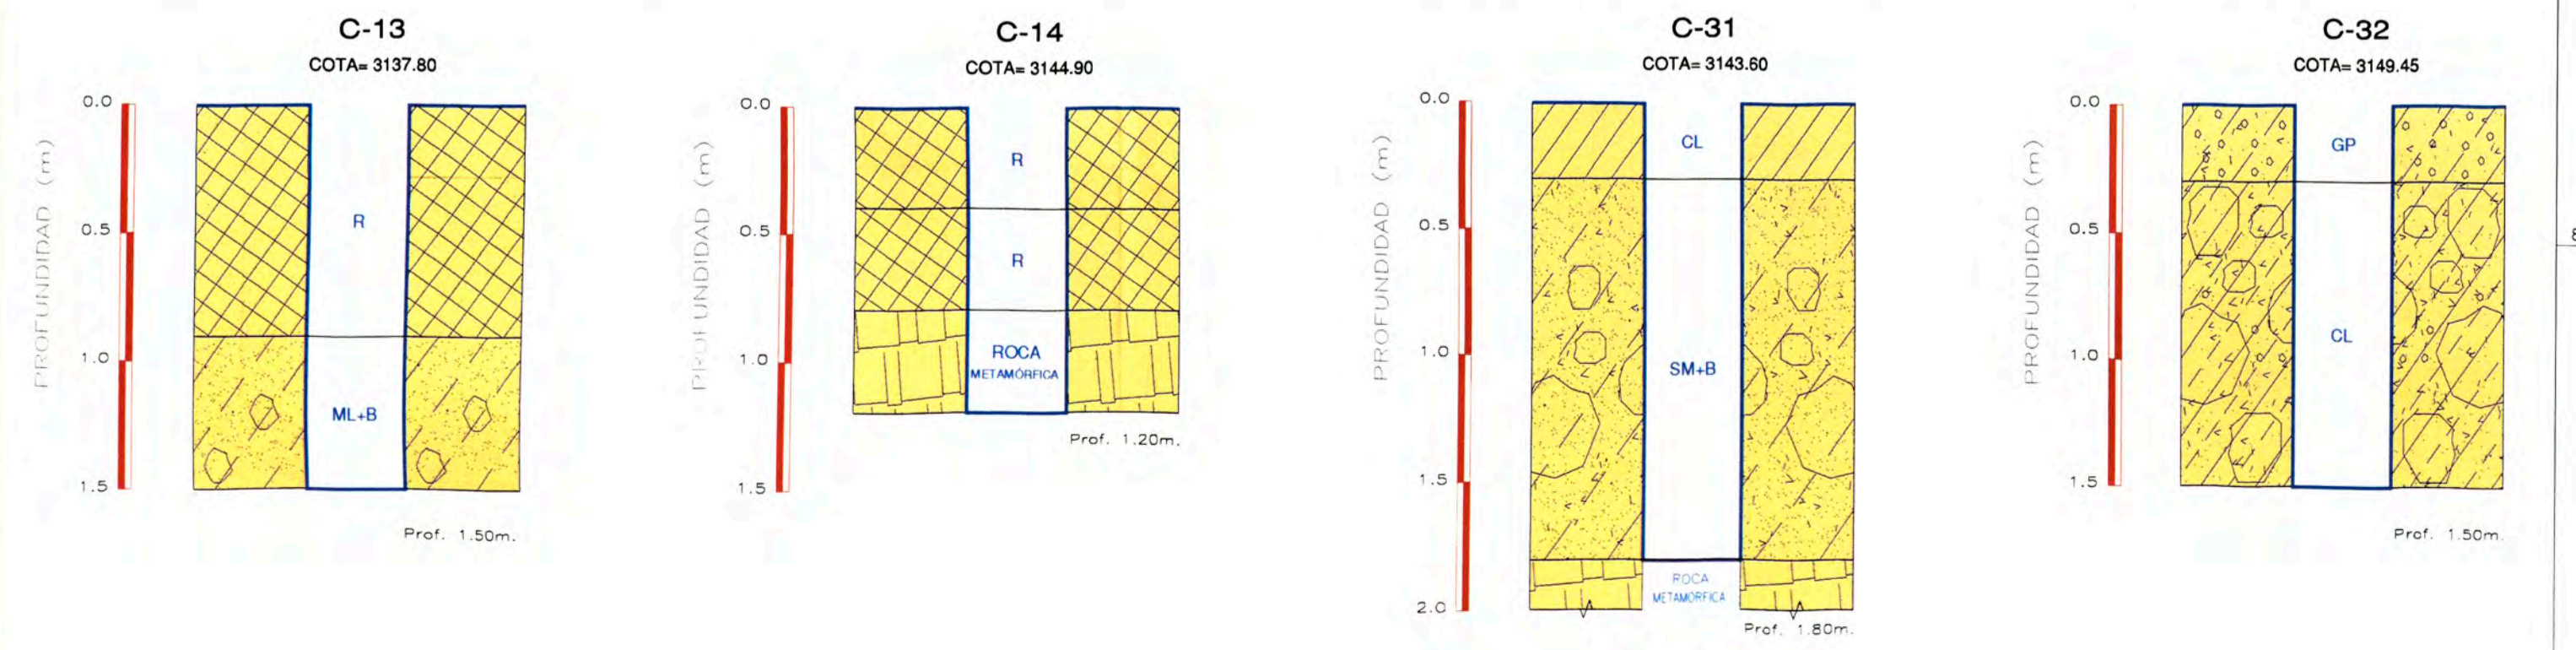 C-13
COTA= 3137.80
PROFUNDIDAD (m)
0.0
0.5
1.0
1.5
R
ML+B
Prof. 1.50m.
C-14
COTA= 3144.90
PROFUNDIDAD (m)
0.0
0.5
1.0
1.5
R
R
ROCA
METAMÓRFICA
Prof. 1.20m.
C-31
COTA= 3143.60
PROFUNDIDAD (m)
0.0
0.5
1.0
1.5
2.0
CL
SM+B
ROCA
METAMORFICA
Prof. 1.80m.
C-32
COTA= 3149.45
PROFUNDIDAD (m)
0.0
0.5
1.0
1.5
GP
CL
Prof. 1.50m.